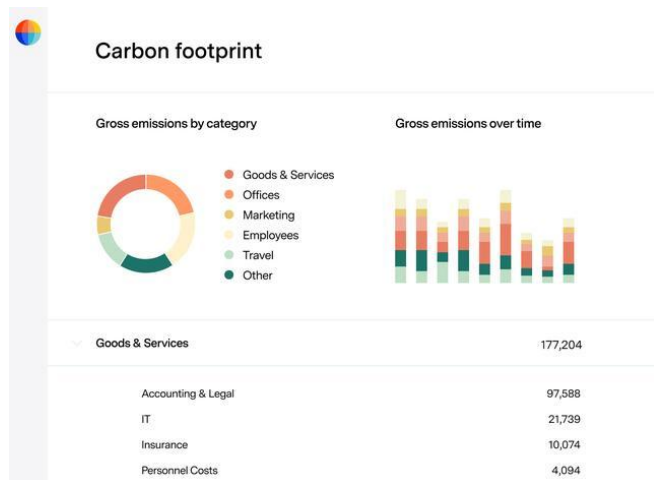 Carbon footprint
Gross emissions by category
Goods & Services
Offices
Marketing
Employees
Travel
Other
Gross emissions over time
Goods & Services 177,204
Accounting & Legal 97,588
IT 21,739
Insurance 10,074
Personnel Costs 4,094